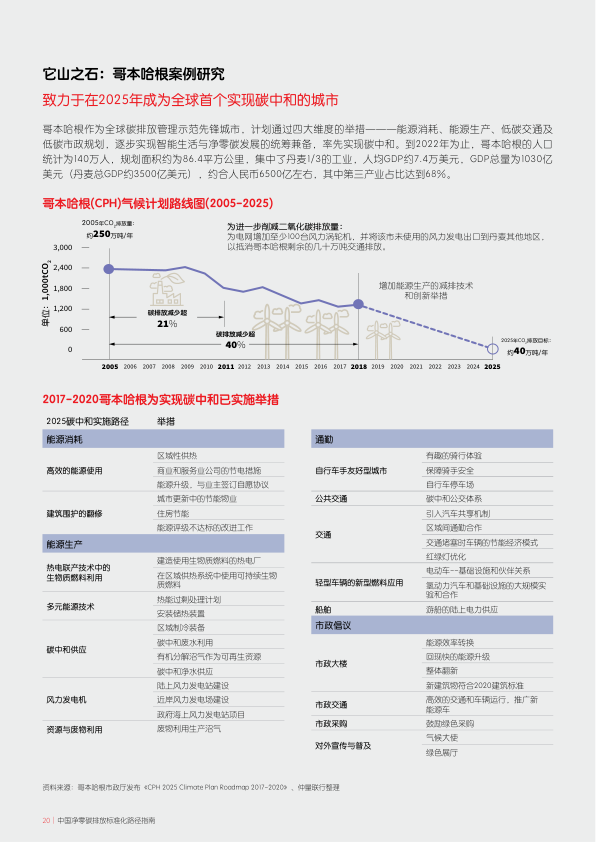 它山之石：哥本哈根案例研究
致力于在2025年成为全球首个实现碳中和的城市
哥本哈根作为全球碳排放管理示范先锋城市，计划通过四大维度的举措———能源消耗、能源生产、低碳交通及
低碳市政规划，逐步实现智能生活与净零碳发展的统筹兼备，率先实现碳中和。到2022年为止，哥本哈根的人口
统计为140万人，规划面积约为86.4平方公里，集中了丹麦1/3的工业，人均GDP约7.4万美元，GDP总量为1030亿
美元（丹麦总GDP约3500亿美元），约合人民币6500亿左右，其中第三产业占比达到68%。
哥本哈根(CPH)气候计划路线图(2005-2025)
2005年CO2排放量：
约250万吨/年
为进一步削减二氧化碳排放量：
为电网增加至少100台风力涡轮机，并将该市未使用的风力发电出口到丹麦其他地区，
以抵消哥本哈根剩余的几十万吨交通排放。
单位：1,000tCO2
3,000
2,400
1,800
1,200
600
0
增加能源生产的减排技术
和创新举措
碳排放减少超
21%
碳排放减少超
40%
2025年CO2排放目标：
约40万吨/年
2005 2006 2007 2008 2009 2010 2011 2012 2013 2014 2015 2016 2017 2018 2019 2020 2021 2022 2023 2024 2025
2017-2020哥本哈根为实现碳中和已实施举措
2025碳中和实施路径 举措
能源消耗
高效的能源使用
区域性供热
商业和服务业公司的节电措施
能源升级，与业主签订自愿协议
建筑围护的翻修
城市更新中的节能物业
住房节能
能源评级不达标的改进工作
能源生产
热电联产技术中的
生物质燃料利用
建造使用生物质燃料的热电厂
在区域供热系统中使用可持续生物
质燃料
多元能源技术
热能过剩处理计划
安装储热装置
碳中和供应
区域制冷装备
碳中和废水利用
有机分解沼气作为可再生资源
碳中和净水供应
风力发电机
陆上风力发电站建设
近岸风力发电场建设
政府海上风力发电站项目
资源与废物利用
废物利用生产沼气
通勤
自行车手友好型城市
有趣的骑行体验
保障骑手安全
自行车停车场
公共交通
碳中和公交体系
交通
引入汽车共享机制
区域间通勤合作
交通堵塞时车辆的节能经济模式
红绿灯优化
轻型车辆的新型燃料应用
电动车--基础设施和伙伴关系
氢动力汽车和基础设施的大规模实
验和合作
船舶
游船的陆上电力供应
市政倡议
市政大楼
能源效率转换
回现快的能源升级
整体翻新
新建筑物符合2020建筑标准
市政交通
高效的交通和车辆运行，推广新
能源车
市政采购
鼓励绿色采购
对外宣传与普及
气候大使
绿色展厅
资料来源：哥本哈根市政厅发布《CPH 2025 Climate Plan Roadmap 2017-2020》，仲量联行整理
20 | 中国净零碳排放标准化路径指南